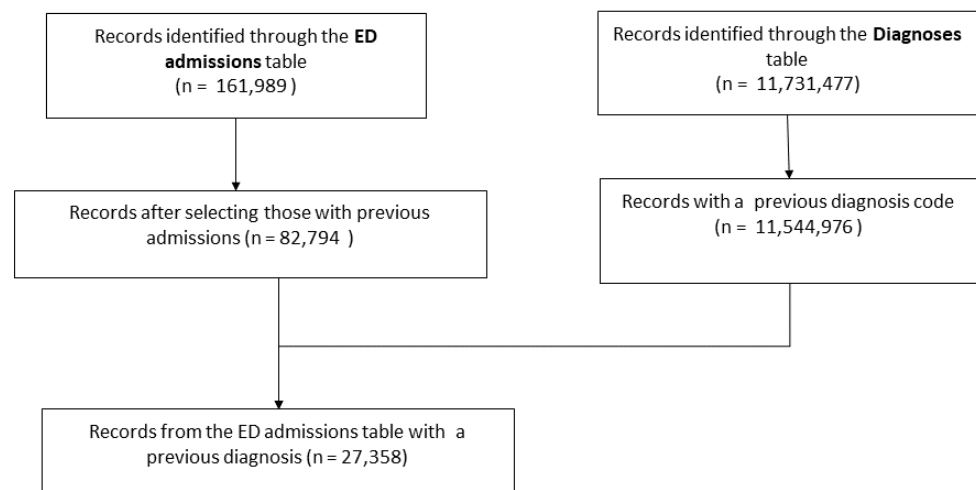 Records identified through the ED
admissions table
(n = 161,989 )
Records identified through the Diagnoses
table
(n = 11,731,477)
Records after selecting those with previous
admissions (n = 82,794 )
Records with a previous diagnosis code
(n = 11,544,976 )
Records from the ED admissions table with a
previous diagnosis (n = 27,358)